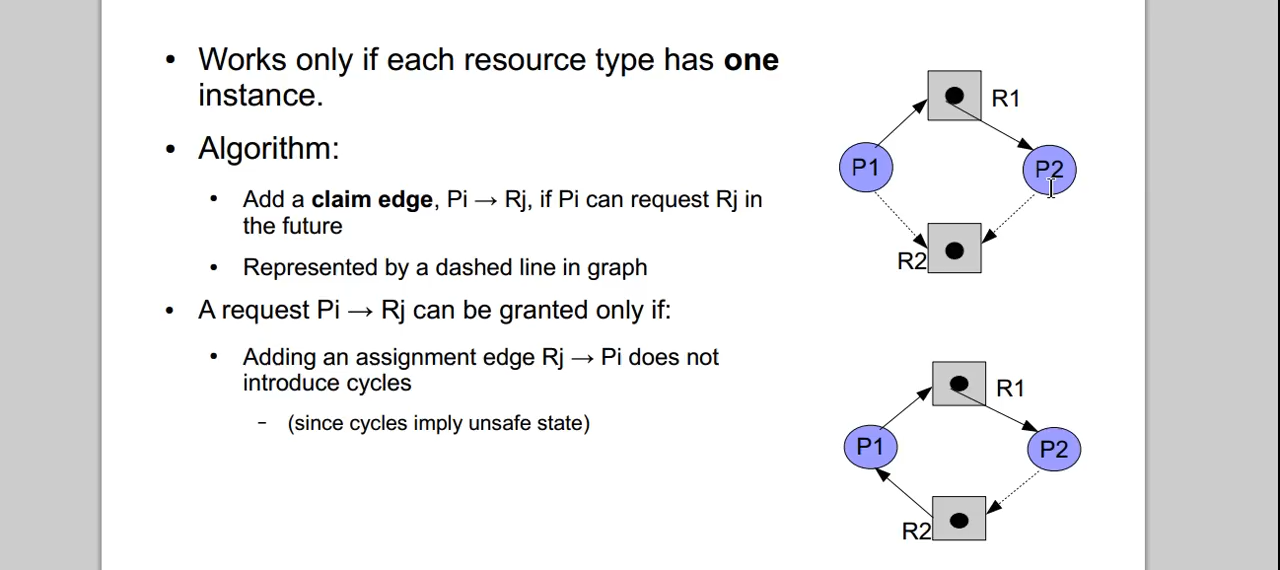 • Works only if each resource type has one
instance.
• Algorithm:
• Add a claim edge, Pi → Rj, if Pi can request Rj in
the future
• Represented by a dashed line in graph
• A request Pi → Rj can be granted only if:
• Adding an assignment edge Rj → Pi does not
introduce cycles
– (since cycles imply unsafe state)
R1
P1
P2
R2
R1
P1
P2
R2